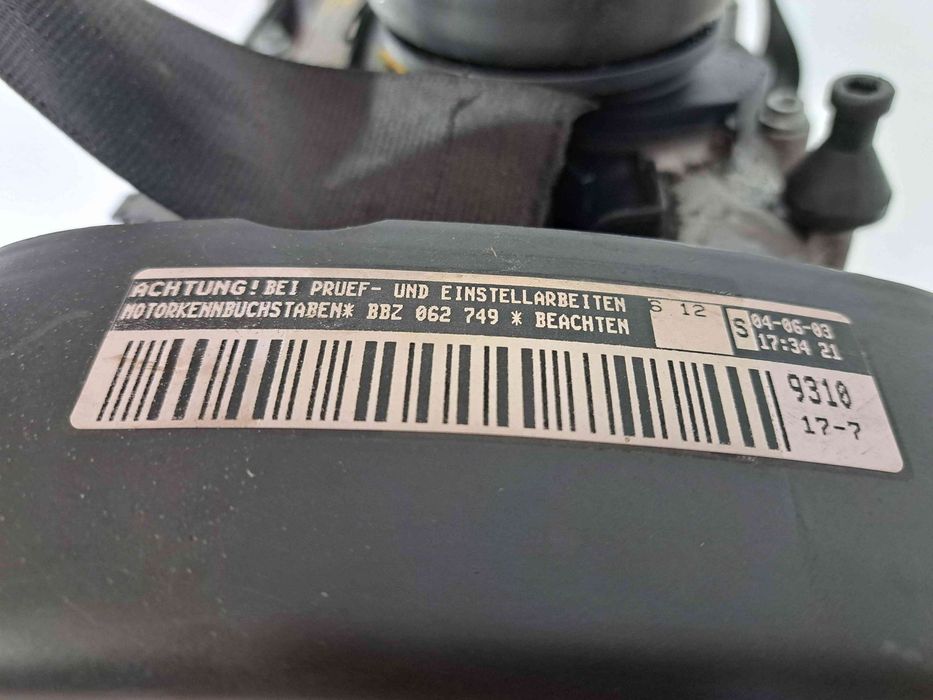 ACHTUNG! BEI PRUEF- UND EINSTELLARBEITEN
MOTORKENNBUCHSTABEN* BBZ 062 749 * BEACHTEN
S 12
S
04-06-03
17:34 21
9310
17-7